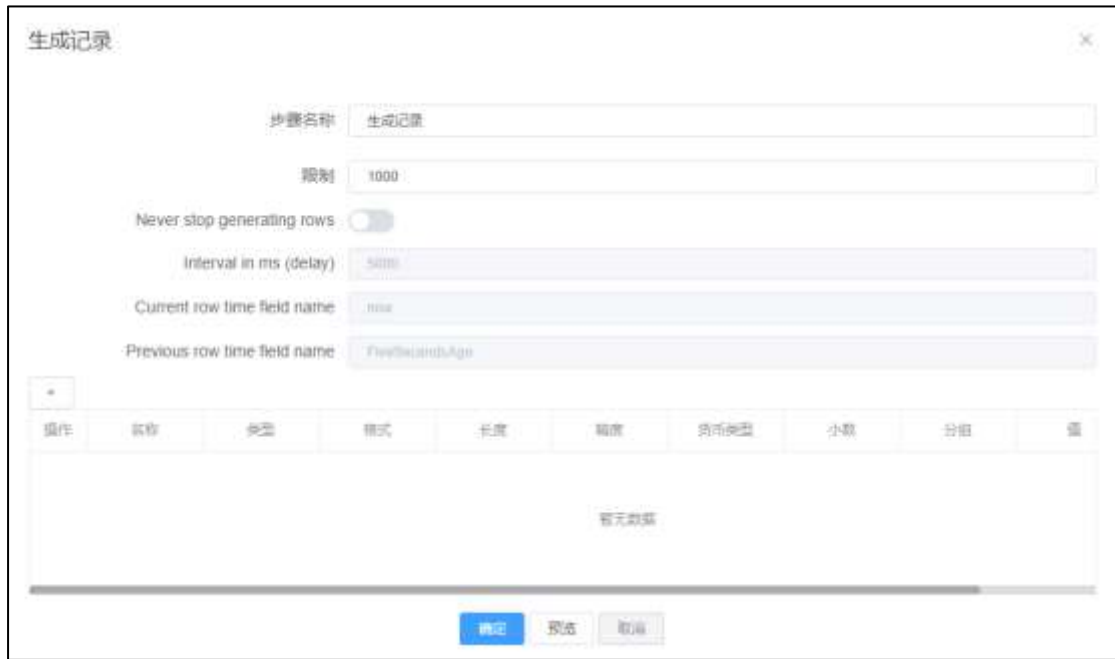 生成记录
步骤名称 生成记录
限制 1000
Never stop generating rows
Interval in ms (delay) 5000
Current row time field name now
Previous row time field name FiveSecondsAgo
+
操作 名称 类型 格式 长度 精度 货币类型 小数 分组 值
暂无数据
确定 预览 取消